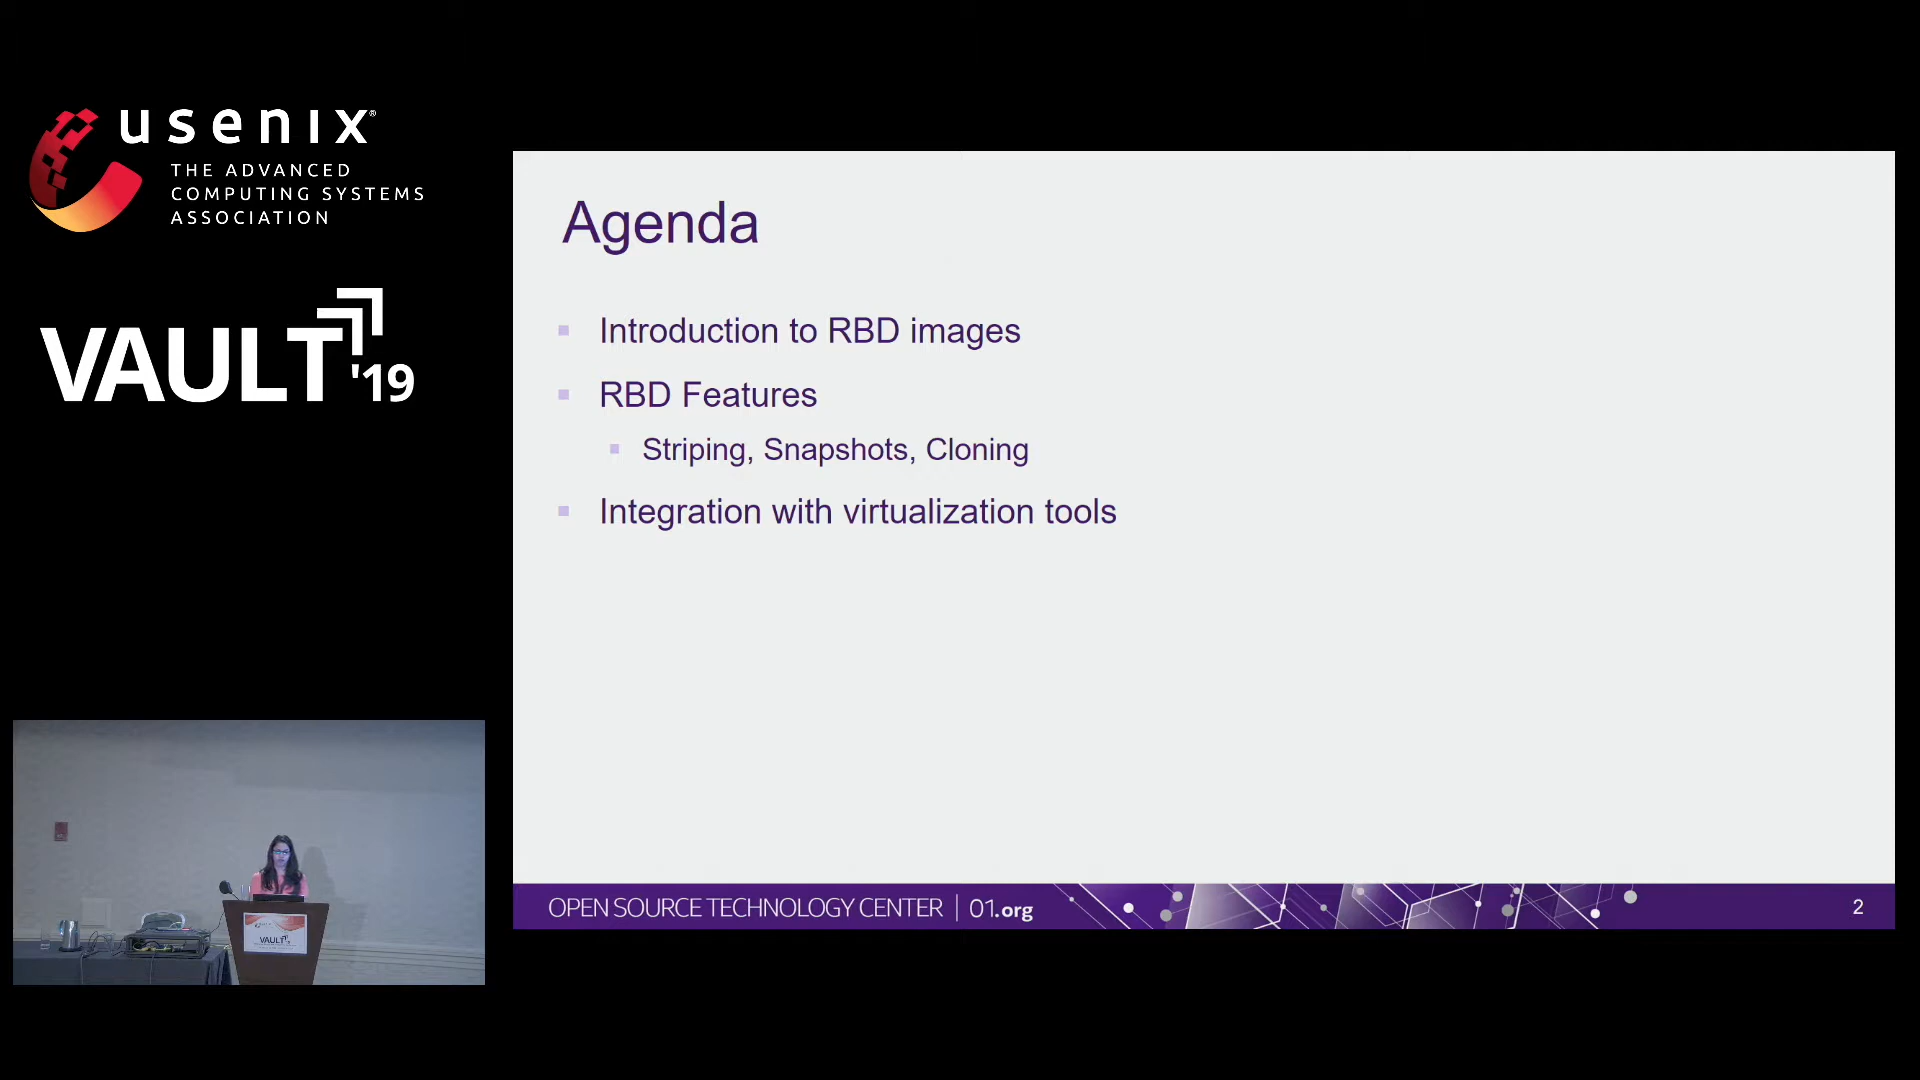 usenix®
THE ADVANCED
COMPUTING SYSTEMS
ASSOCIATION
VAULT '19
Agenda
Introduction to RBD images
RBD Features
Striping, Snapshots, Cloning
Integration with virtualization tools
OPEN SOURCE TECHNOLOGY CENTER | 01.org
2
VAULT